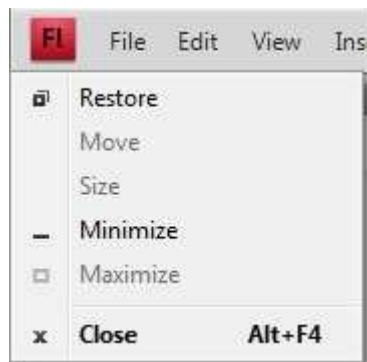 Fl File Edit View Ins
Restore
Move
Size
Minimize
Maximize
x Close Alt+F4